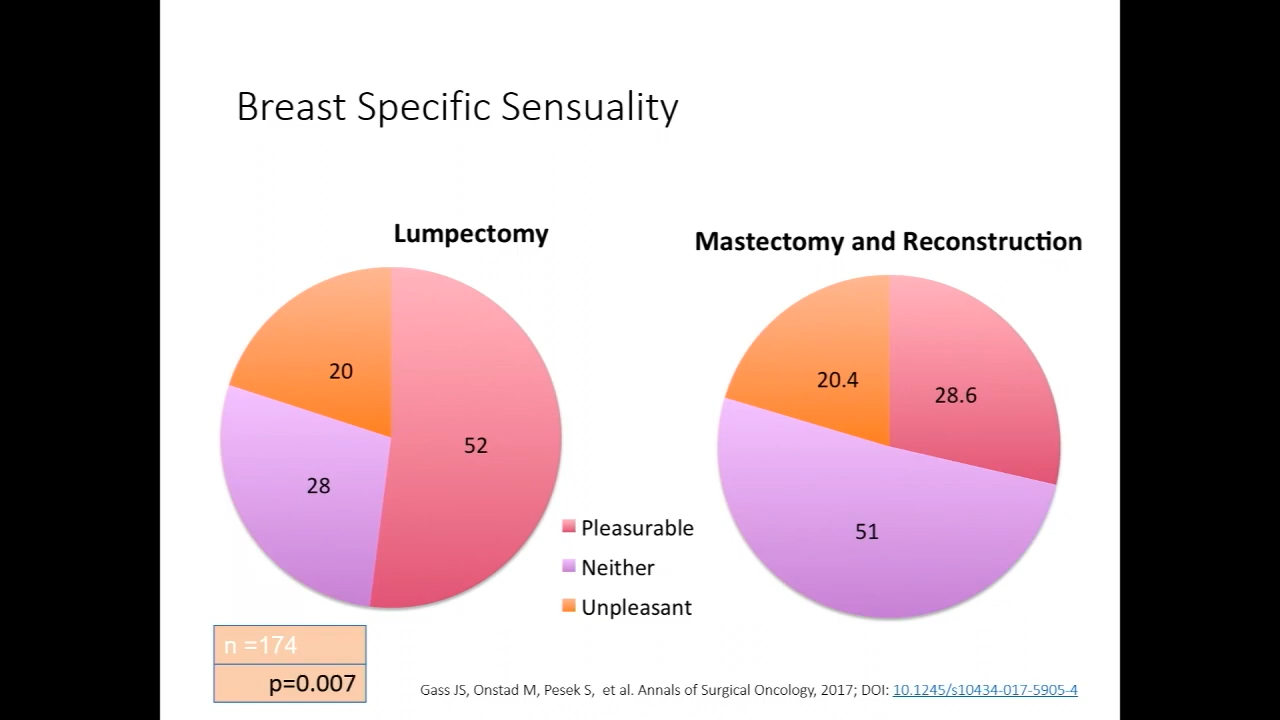 Breast Specific Sensuality
Lumpectomy
Mastectomy and Reconstruction
20
52
28
20.4
28.6
51
Pleasurable
Neither
Unpleasant
n =174
p=0.007
Gass JS, Onstad M, Pesek S,  et al. Annals of Surgical Oncology, 2017; DOI: 10.1245/s10434-017-5905-4